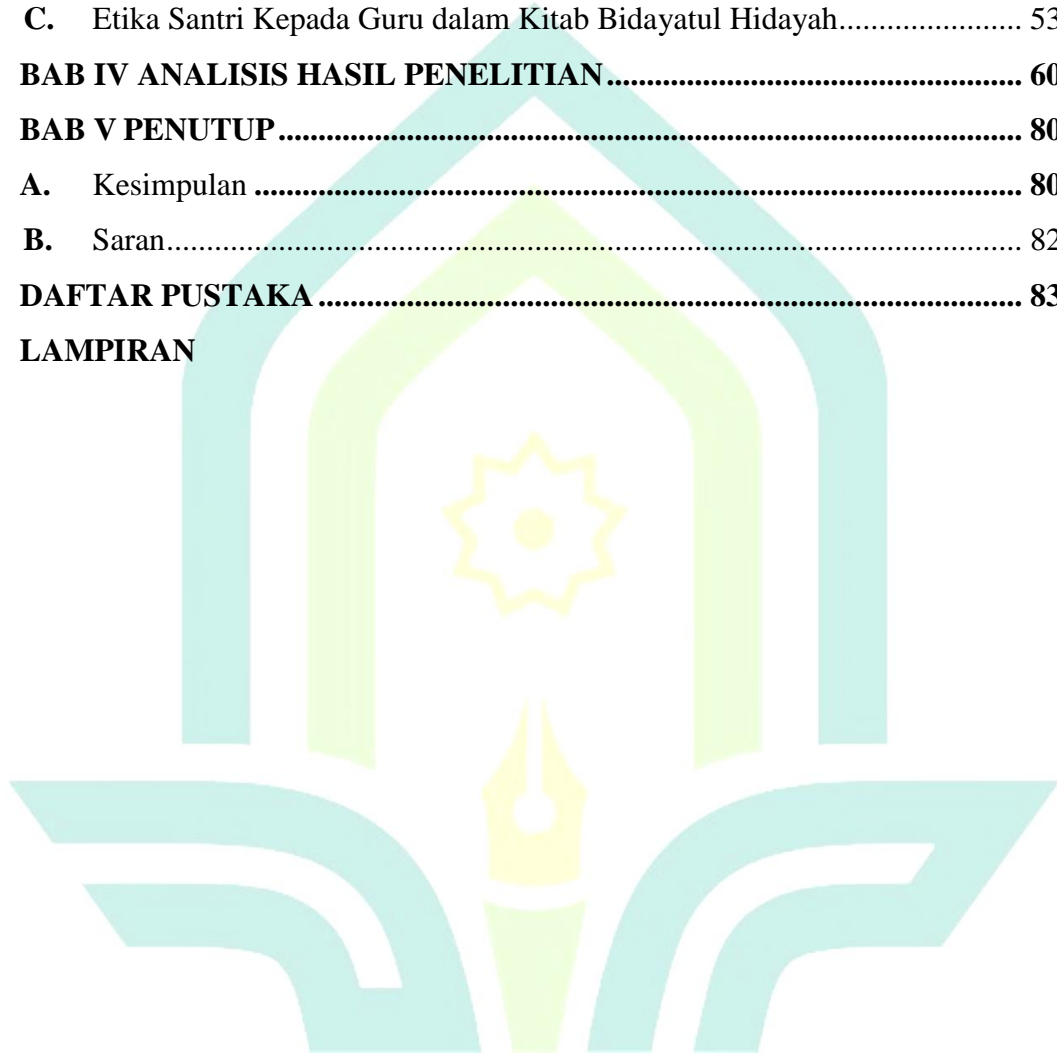 C. Etika Santri Kepada Guru dalam Kitab Bidayatul Hidayah....................... 53
BAB IV ANALISIS HASIL PENELITIAN.................................................... 60
BAB V PENUTUP.............................................................................................. 80
A. Kesimpulan ................................................................................................. 80
B. Saran............................................................................................................ 82
DAFTAR PUSTAKA......................................................................................... 83
LAMPIRAN